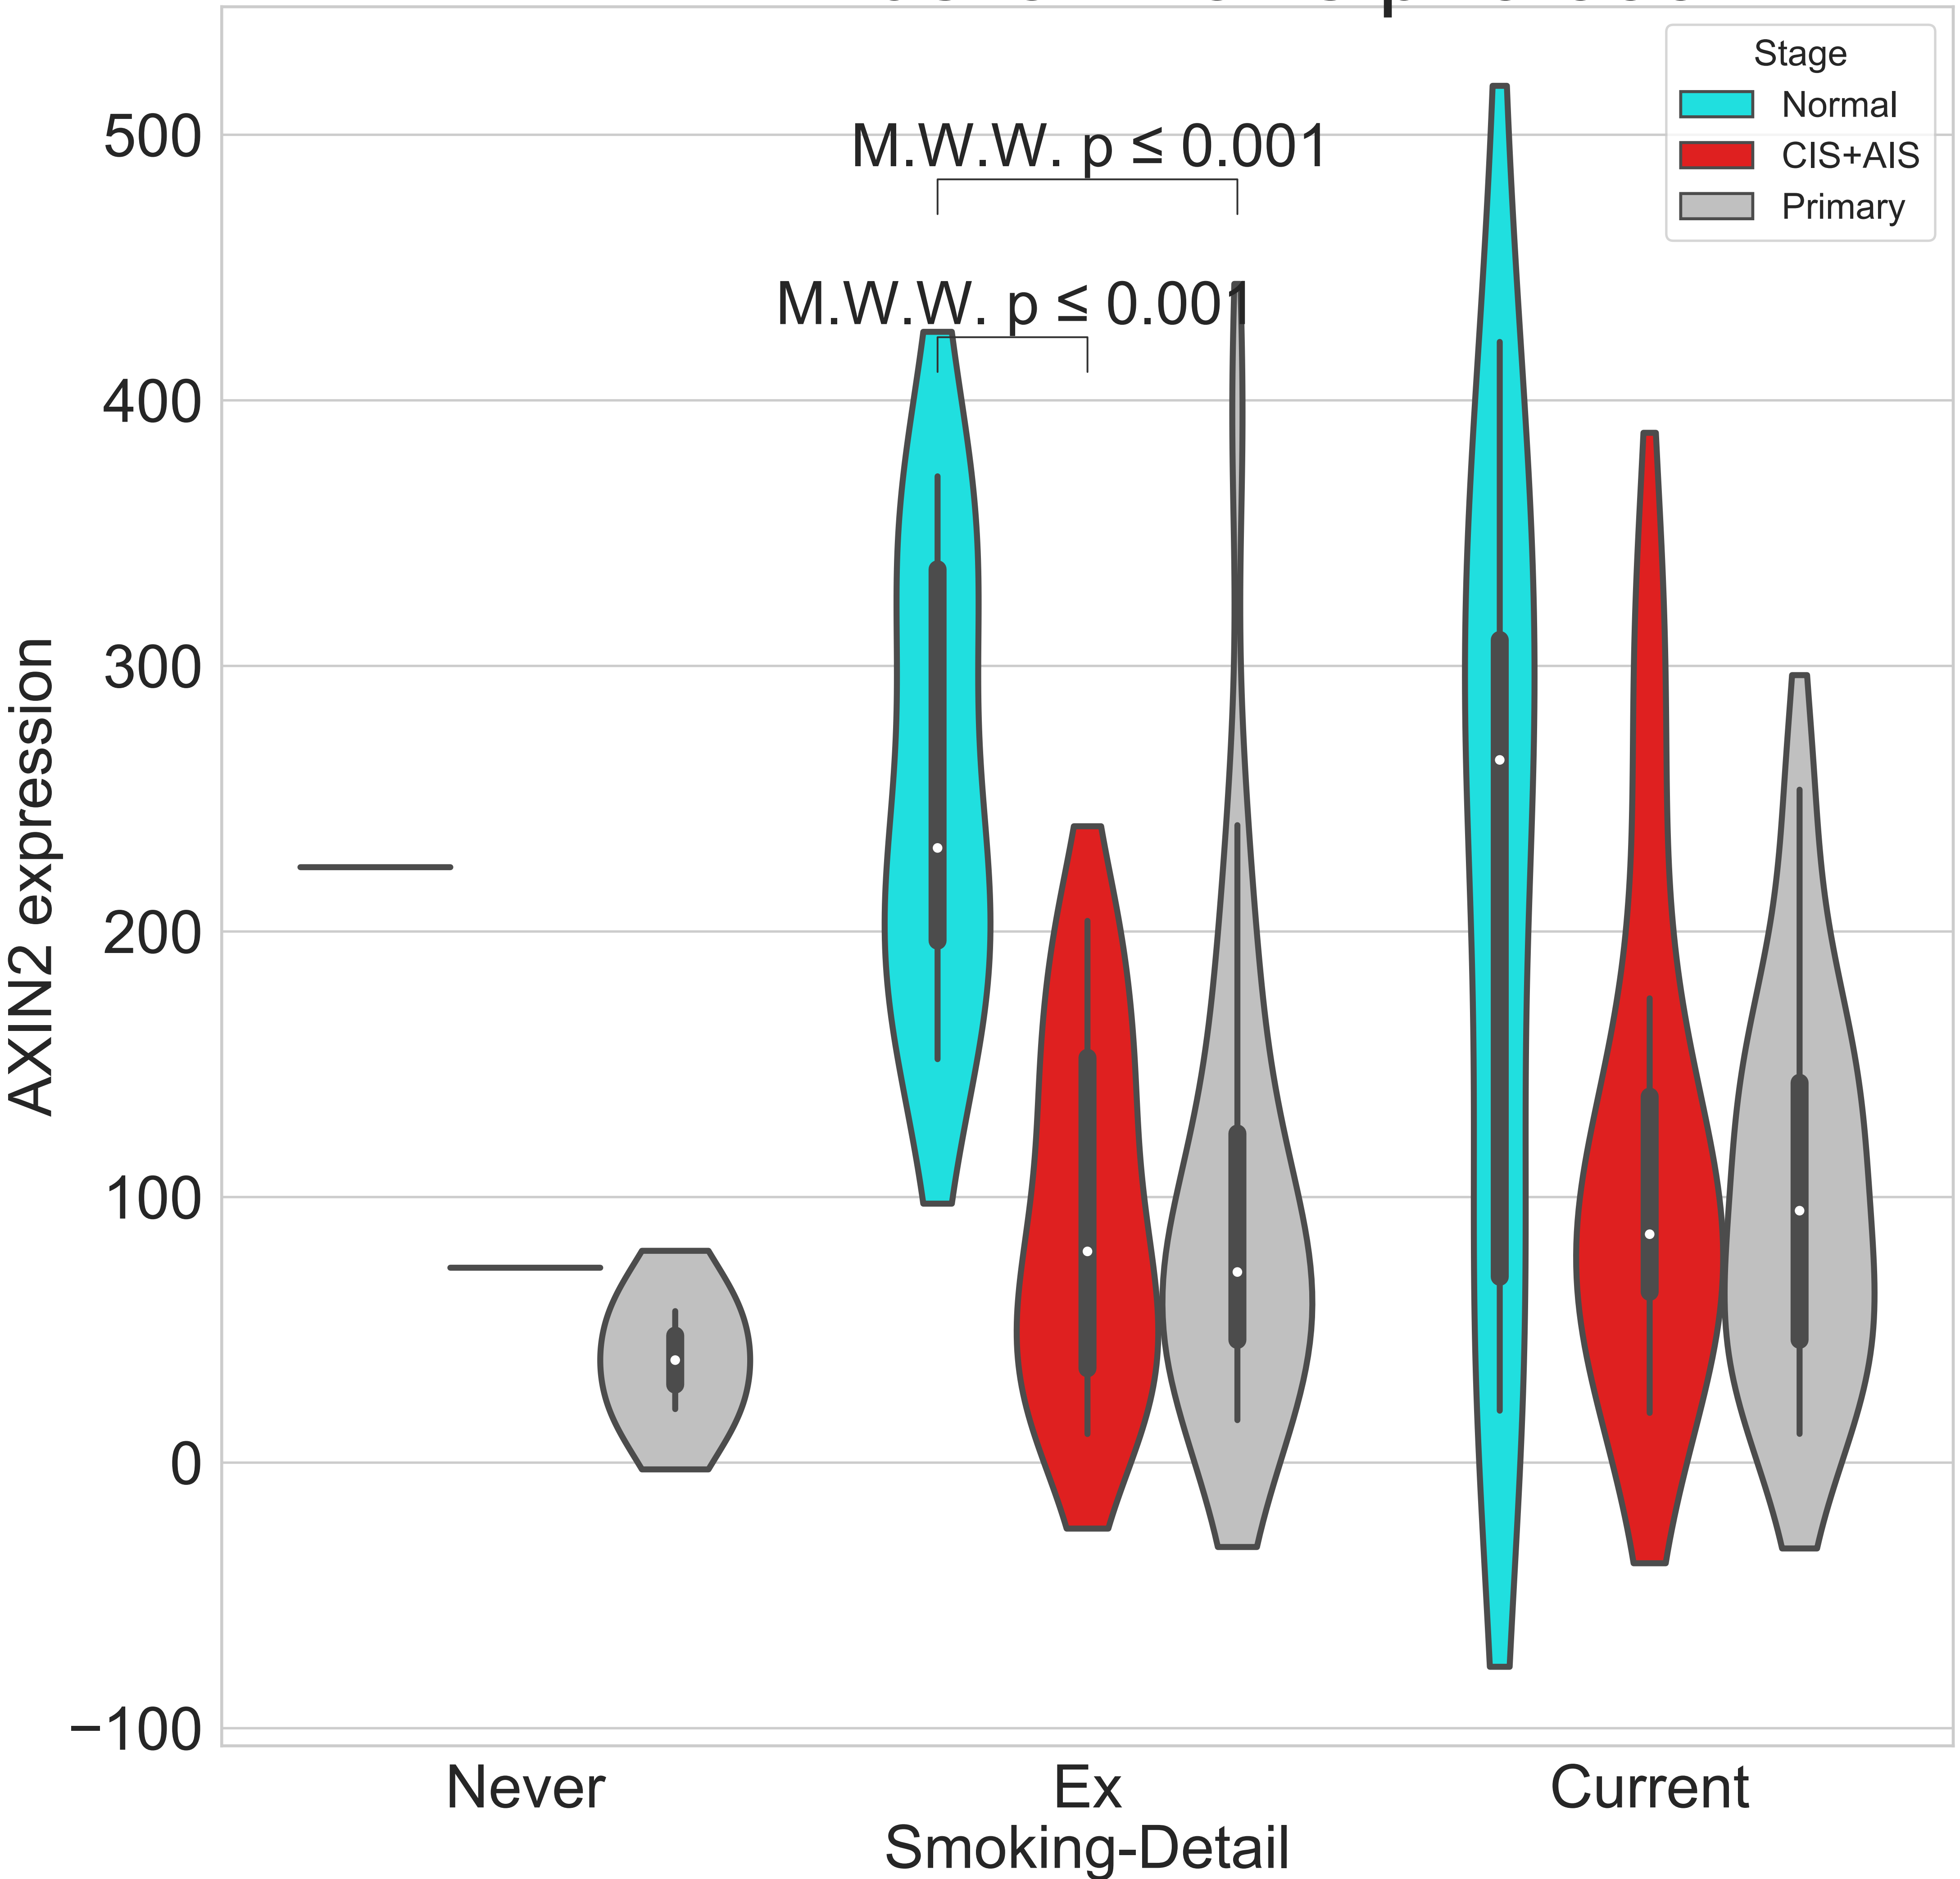 Stage
Normal
CIS+AIS
Primary
M.W.W. p ≤ 0.001
M.W.W. p ≤ 0.001
AXIN2 expression
500
400
300
200
100
0
−100
Never
Ex
Current
Smoking-Detail